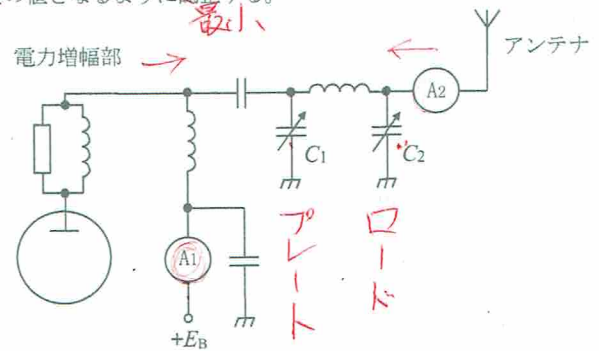 の値となるように調整する。
最小
電力増幅部
アンテナ
A2
C1
C2
A1
+EB
プレート
ロード